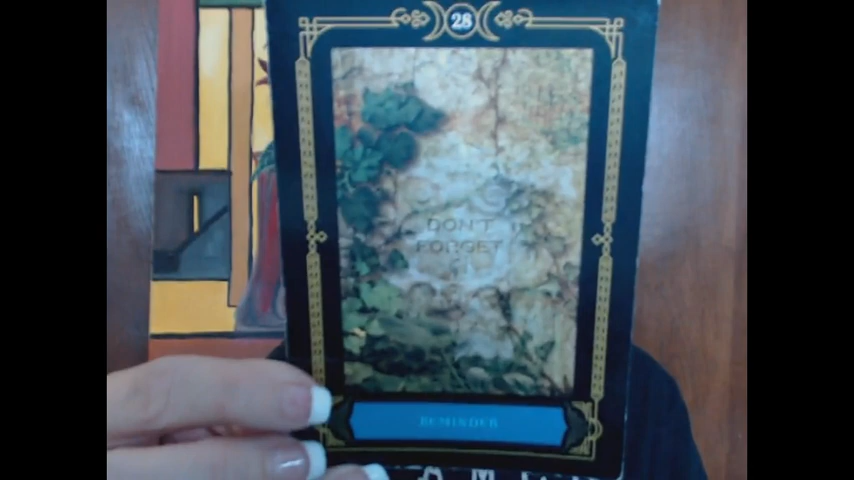 28
DON'T
FORGET
REMINDER
A M